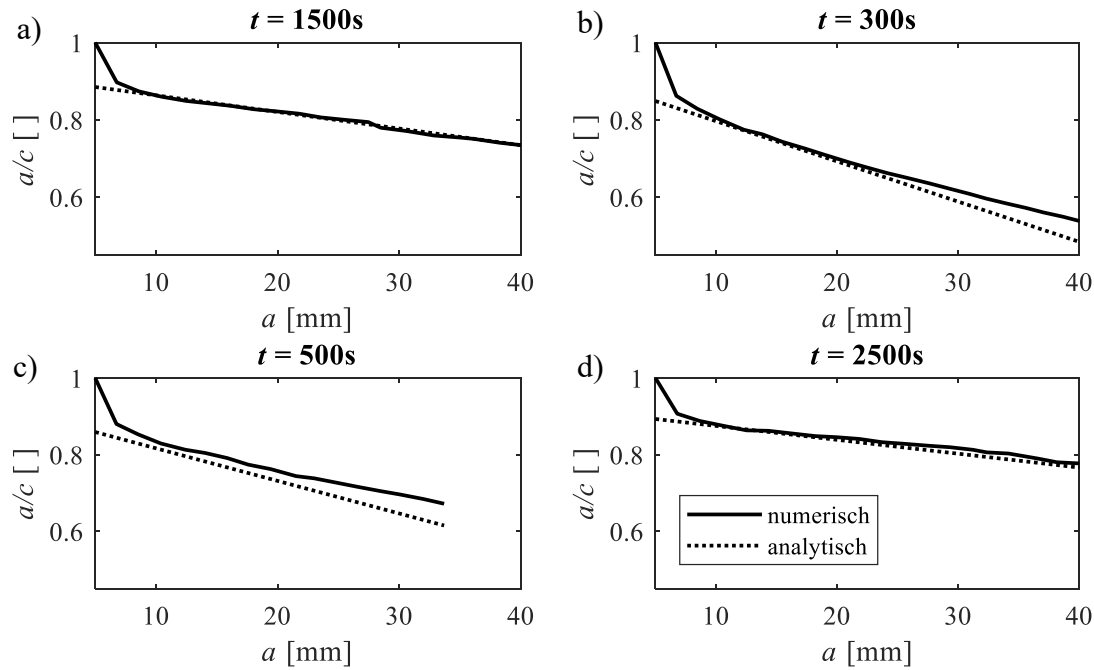 a)
t = 1500s
1
0.8
0.6
a/c [ ]
10
20
30
40
a [mm]
b)
t = 300s
1
0.8
0.6
a/c [ ]
10
20
30
40
a [mm]
c)
t = 500s
1
0.8
0.6
a/c [ ]
10
20
30
40
a [mm]
d)
t = 2500s
1
0.8
0.6
a/c [ ]
numerisch
analytisch
10
20
30
40
a [mm]